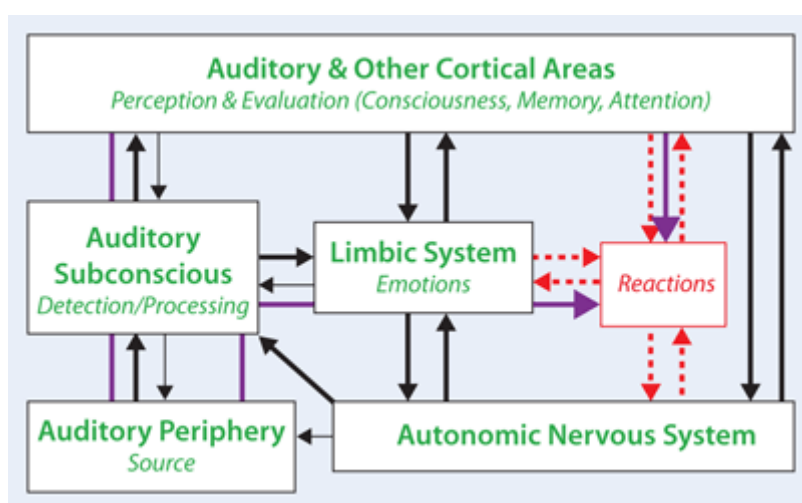 Auditory & Other Cortical Areas
Perception & Evaluation (Consciousness, Memory, Attention)
Auditory
Subconscious
Detection/Processing
Limbic System
Emotions
Reactions
Auditory Periphery
Source
Autonomic Nervous System